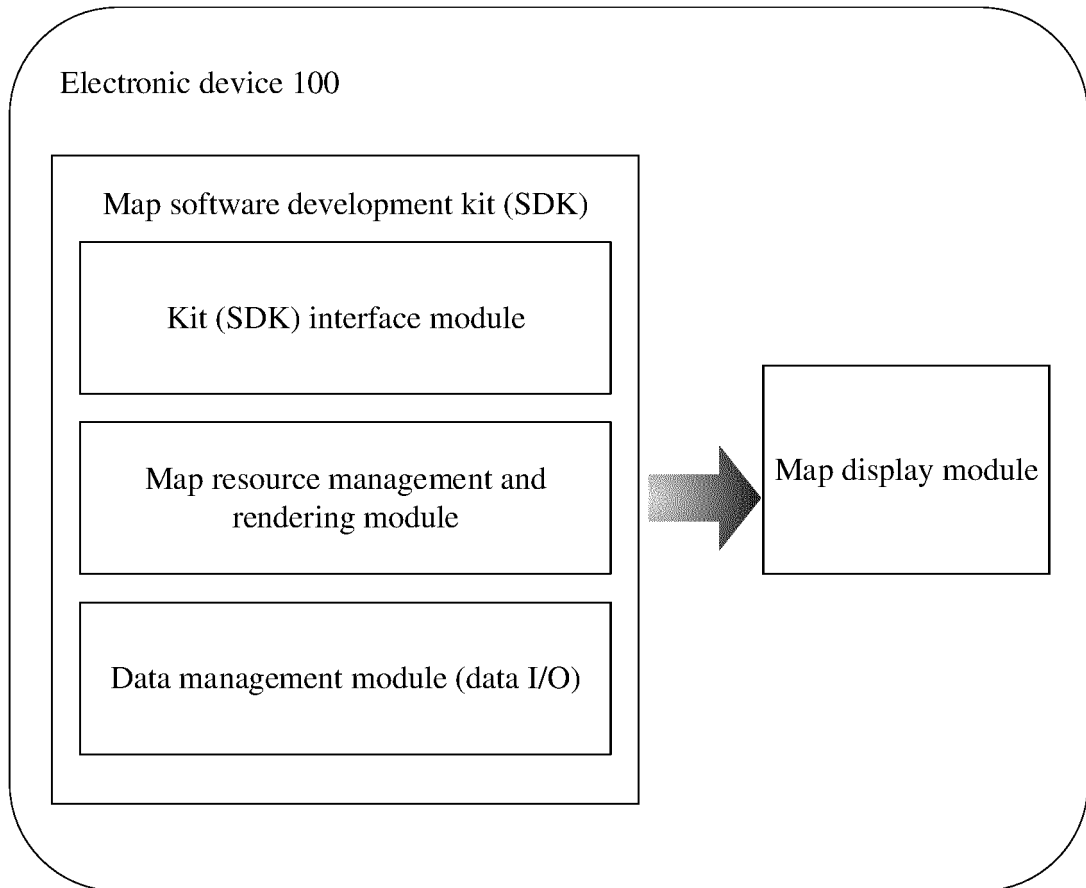 Electronic device 100
Map software development kit (SDK)
Kit (SDK) interface module
Map resource management and
rendering module
Data management module (data I/O)
Map display module